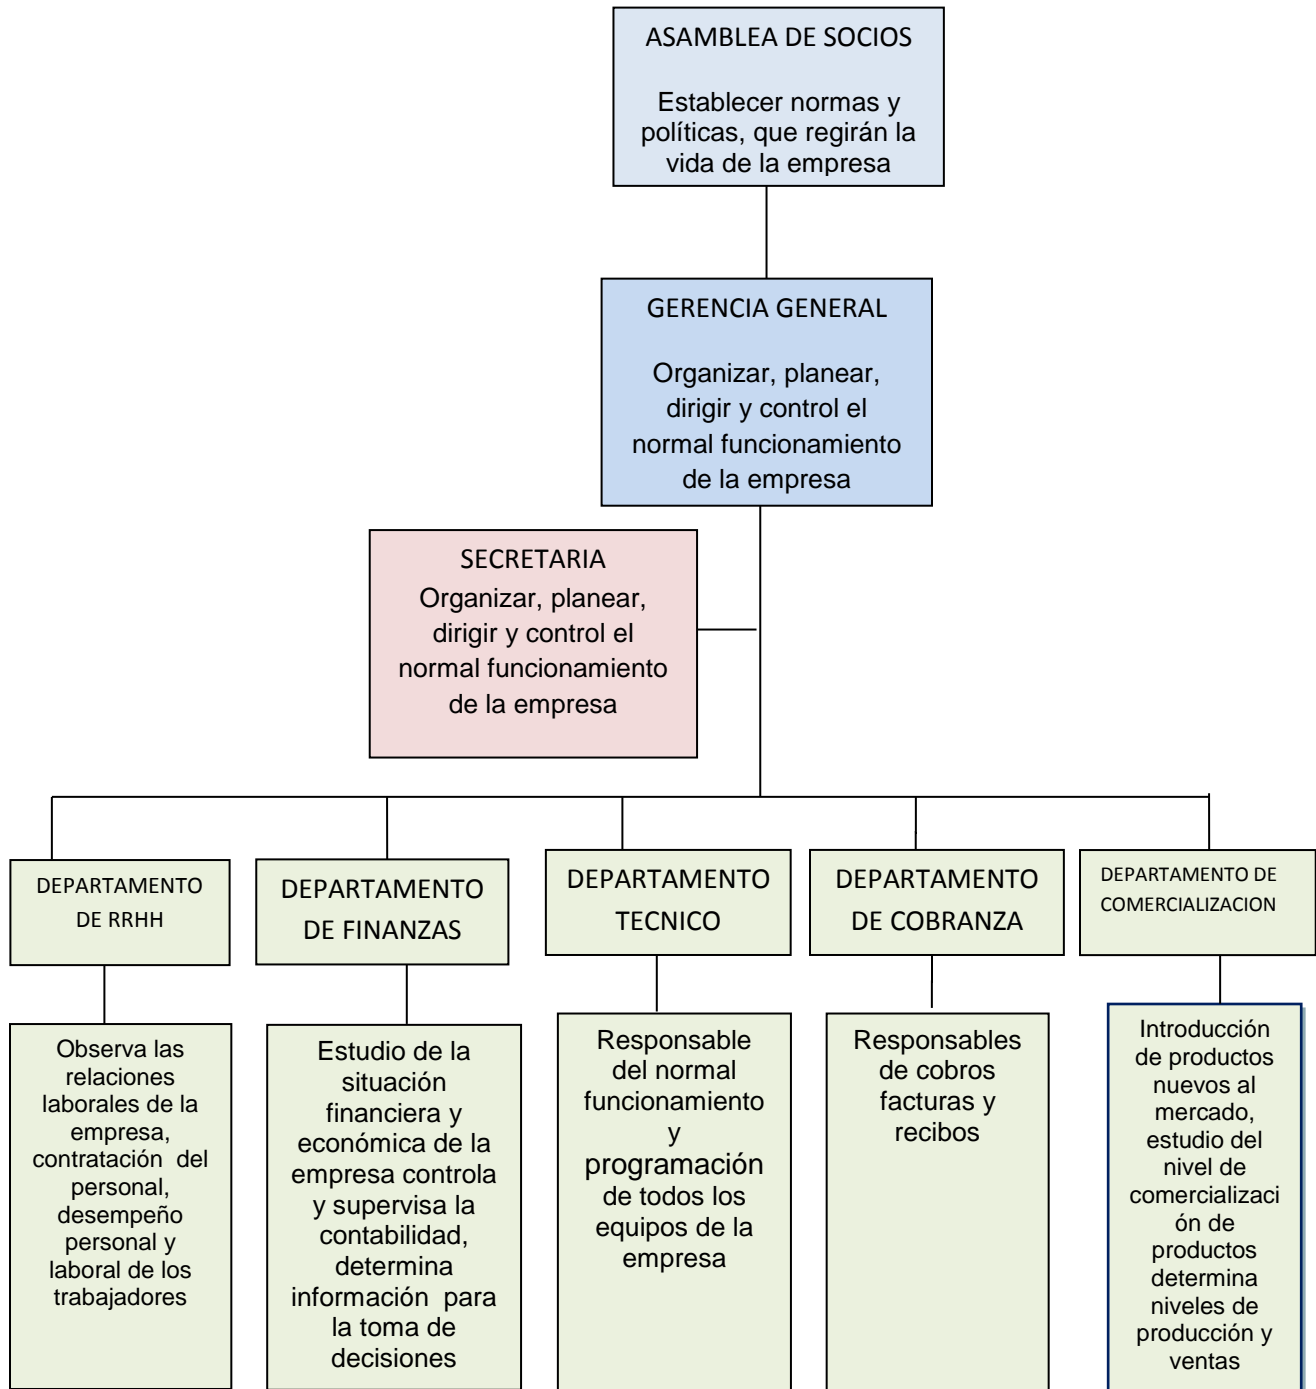 ASAMBLEA DE SOCIOS
Establecer normas y
políticas, que regirán la
vida de la empresa
GERENCIA GENERAL
Organizar, planear,
dirigir y control el
normal funcionamiento
de la empresa
SECRETARIA
Organizar, planear,
dirigir y control el
normal funcionamiento
de la empresa
DEPARTAMENTO
DE RRHH
DEPARTAMENTO
DE FINANZAS
DEPARTAMENTO
TECNICO
DEPARTAMENTO
DE COBRANZA
DEPARTAMENTO DE
COMERCIALIZACION
Observa las
relaciones
laborales de la
empresa,
contratación del
personal,
desempeño
personal y
laboral de los
trabajadores
Estudio de la
situación
financiera y
económica de la
empresa controla
y supervisa la
contabilidad,
determina
información para
la toma de
decisiones
Responsable
del normal
funcionamiento
y
programación
de todos los
equipos de la
empresa
Responsables
de cobros
facturas y
recibos
Introducción
de productos
nuevos al
mercado,
estudio del
nivel de
comercializaci
ón de
productos
determina
niveles de
producción y
ventas